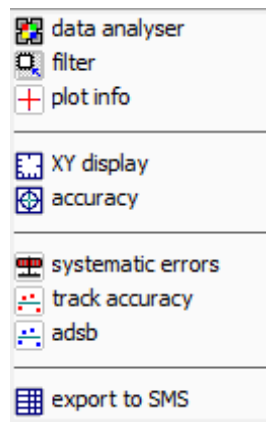 data analyser
filter
plot info
XY display
accuracy
systematic errors
track accuracy
adsb
export to SMS